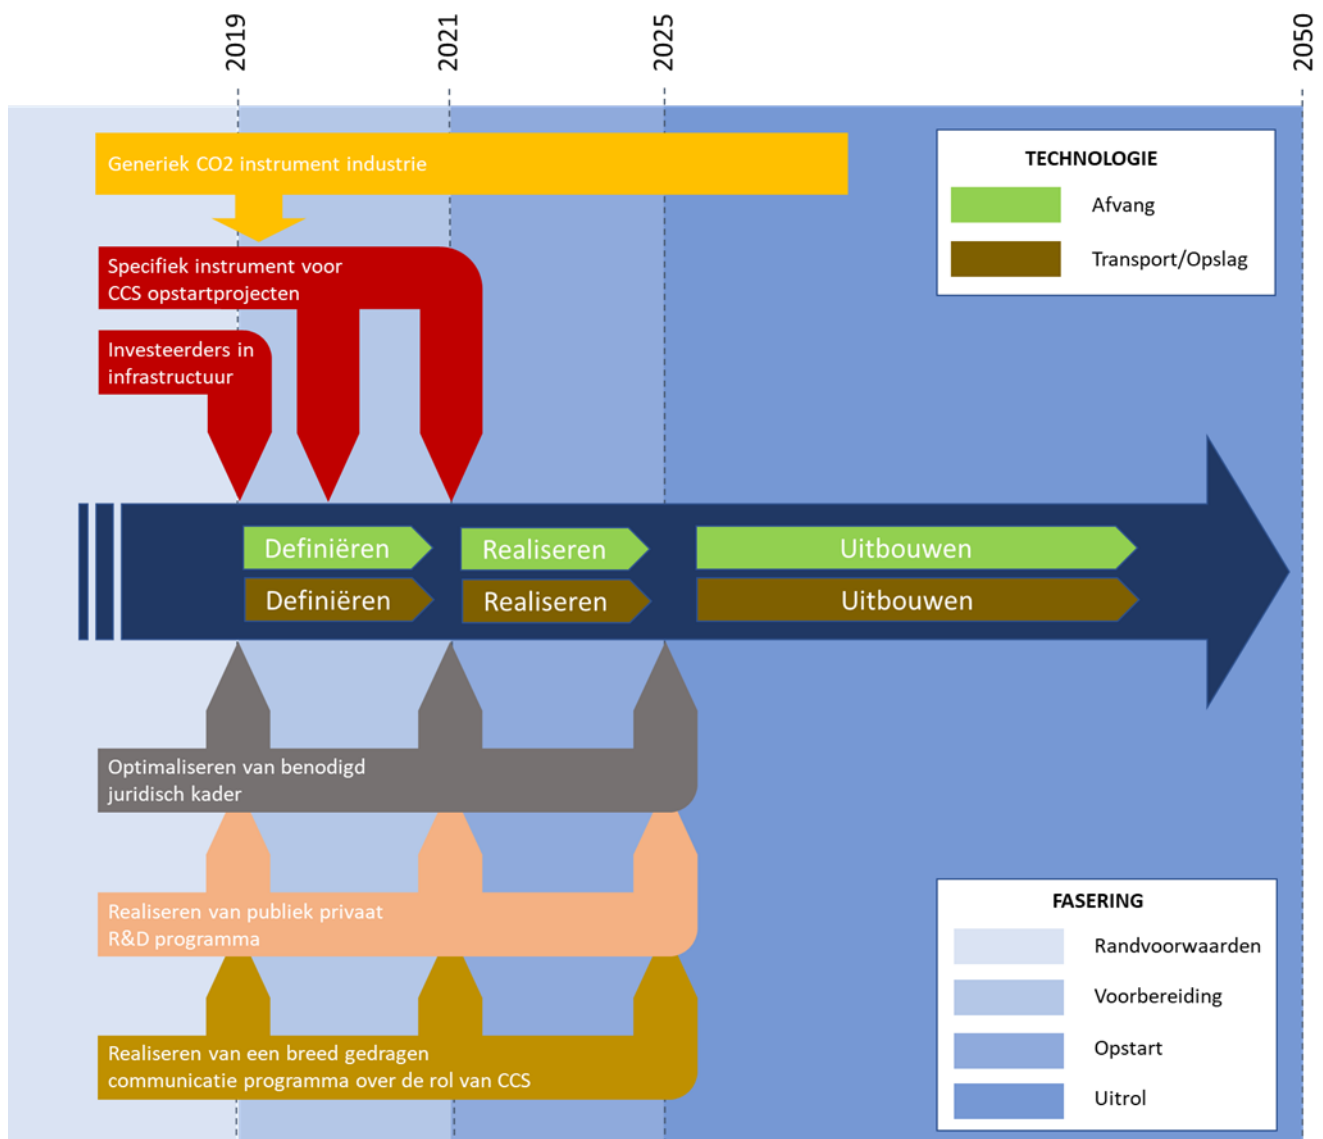 2019
2021
2025
2050
Generiek CO2 instrument industrie
TECHNOLOGIE
Afvang
Transport/Opslag
Specifiek instrument voor
CCS opstartprojecten
Investeerders in
infrastructuur
Definiëren
Realiseren
Uitbouwen
Definiëren
Realiseren
Uitbouwen
Optimaliseren van benodigd
juridisch kader
Realiseren van publiek privaat
R&D programma
Realiseren van een breed gedragen
communicatie programma over de rol van CCS
FASERING
Randvoorwaarden
Voorbereiding
Opstart
Uitrol